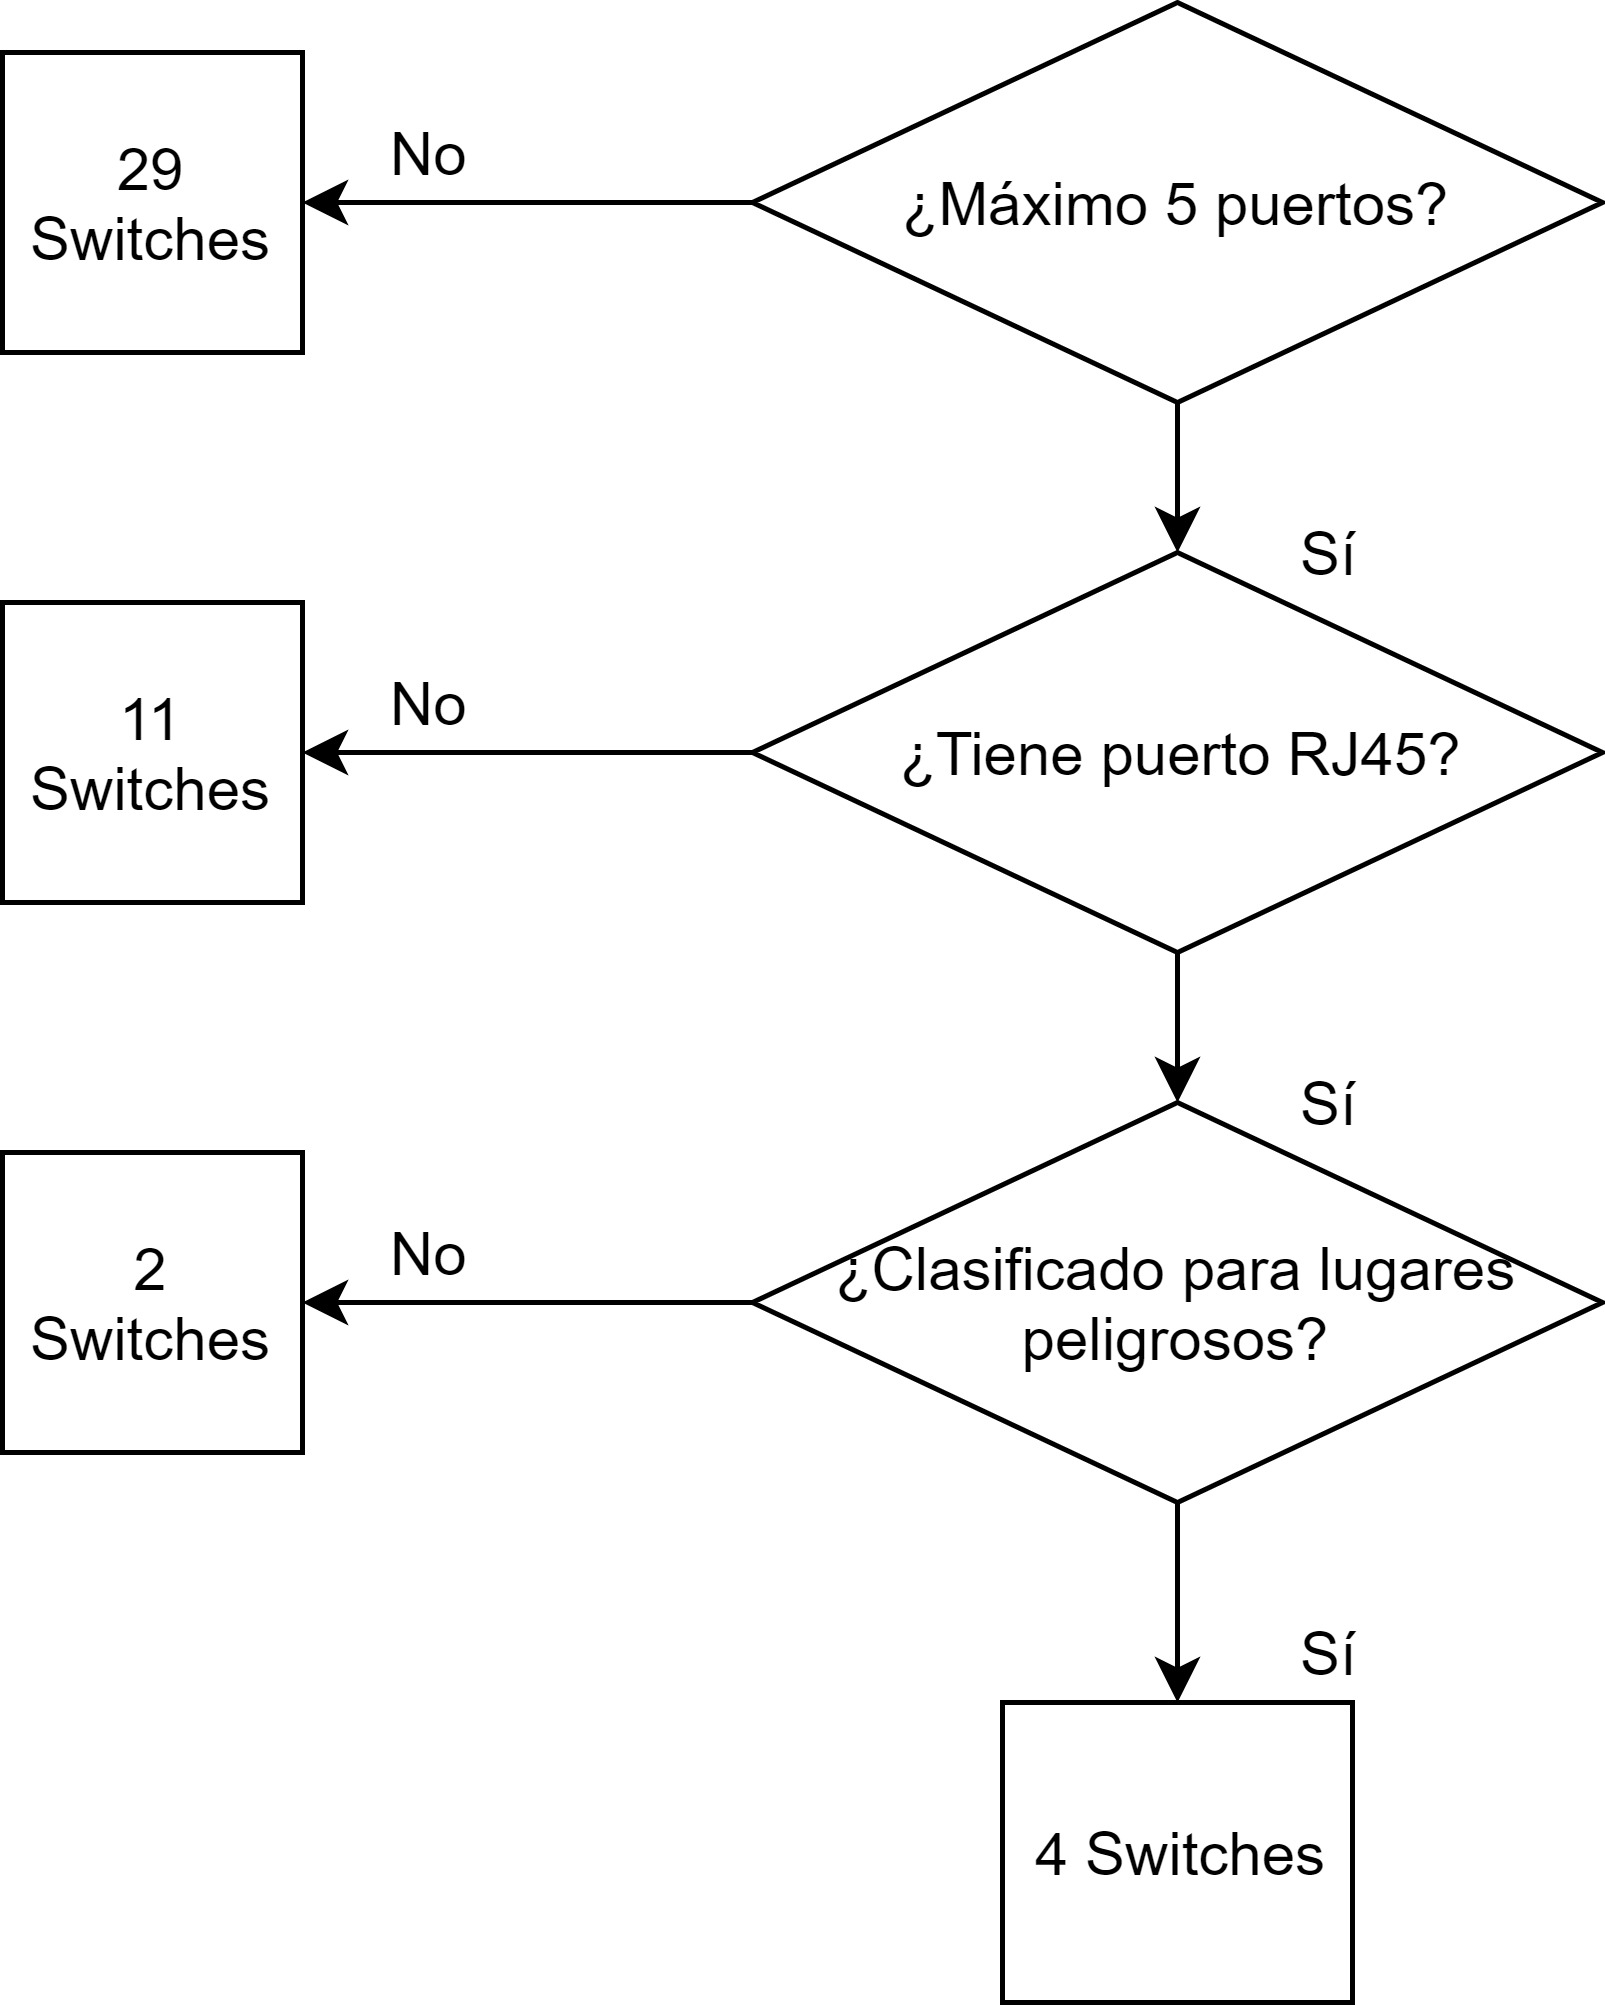 ¿Máximo 5 puertos?
No
29
Switches
Sí
¿Tiene puerto RJ45?
No
11
Switches
Sí
¿Clasificado para lugares
peligrosos?
No
2
Switches
Sí
4 Switches